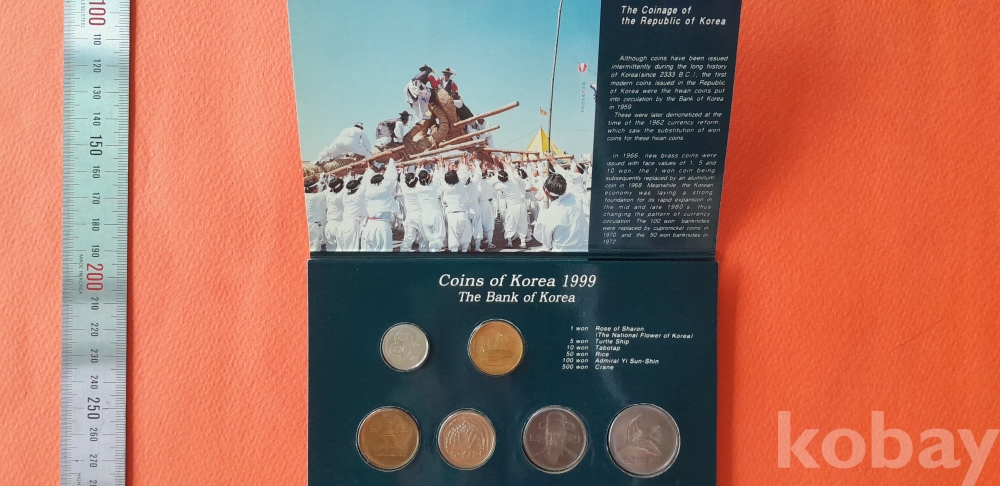 The Coinage of
the Republic of Korea
Although coins have been issued
intermittently during the long history
of Korea(since 2333 B.C.), the first
modern coins issued in the Republic
of Korea were the hwan coins put
into circulation by the Bank of Korea
in 1959
These were later demonetized at the
time of the 1962 currency reform,
which saw the substitution of won
coins for these hwan coins.
In 1966, new brass coins were
issued with face values of 1, 5 and
10 won, the 1 won coin being
subsequently replaced by an aluminum
coin in 1968. Meanwhile, the Korean
economy was laying a strong
foundation for its rapid expansion in
the mid and late 1980's, thus
changing the pattern of currency
circulation. The 100 won banknotes
were replaced by cupronickel coins in
1970 and the 50 won banknotes in
1972
Coins of Korea 1999
The Bank of Korea
1 won Rose of Sharon
(The National Flower of Korea)
5 won Turtle Ship
10 won Tabotap
50 won Rice
100 won Admiral Yi Sun-Shin
500 won Crane
100
110
120
130
140
150
160
170
180
190
200
210
220
230
240
250
260
270
MADE IN KOREA
kobay